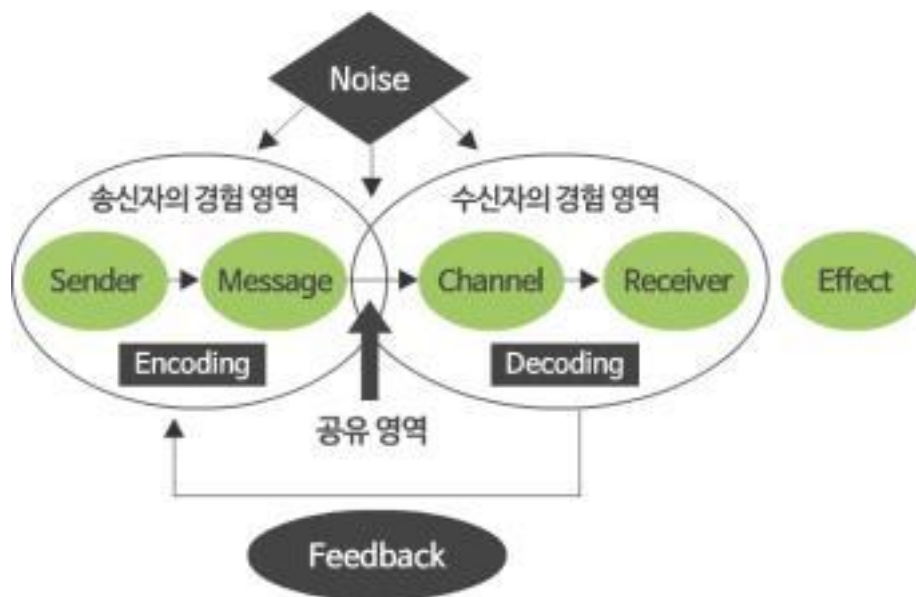 Noise
송신자의 경험 영역
수신자의 경험 영역
Sender
Message
Channel
Receiver
Effect
Encoding
Decoding
공유 영역
Feedback